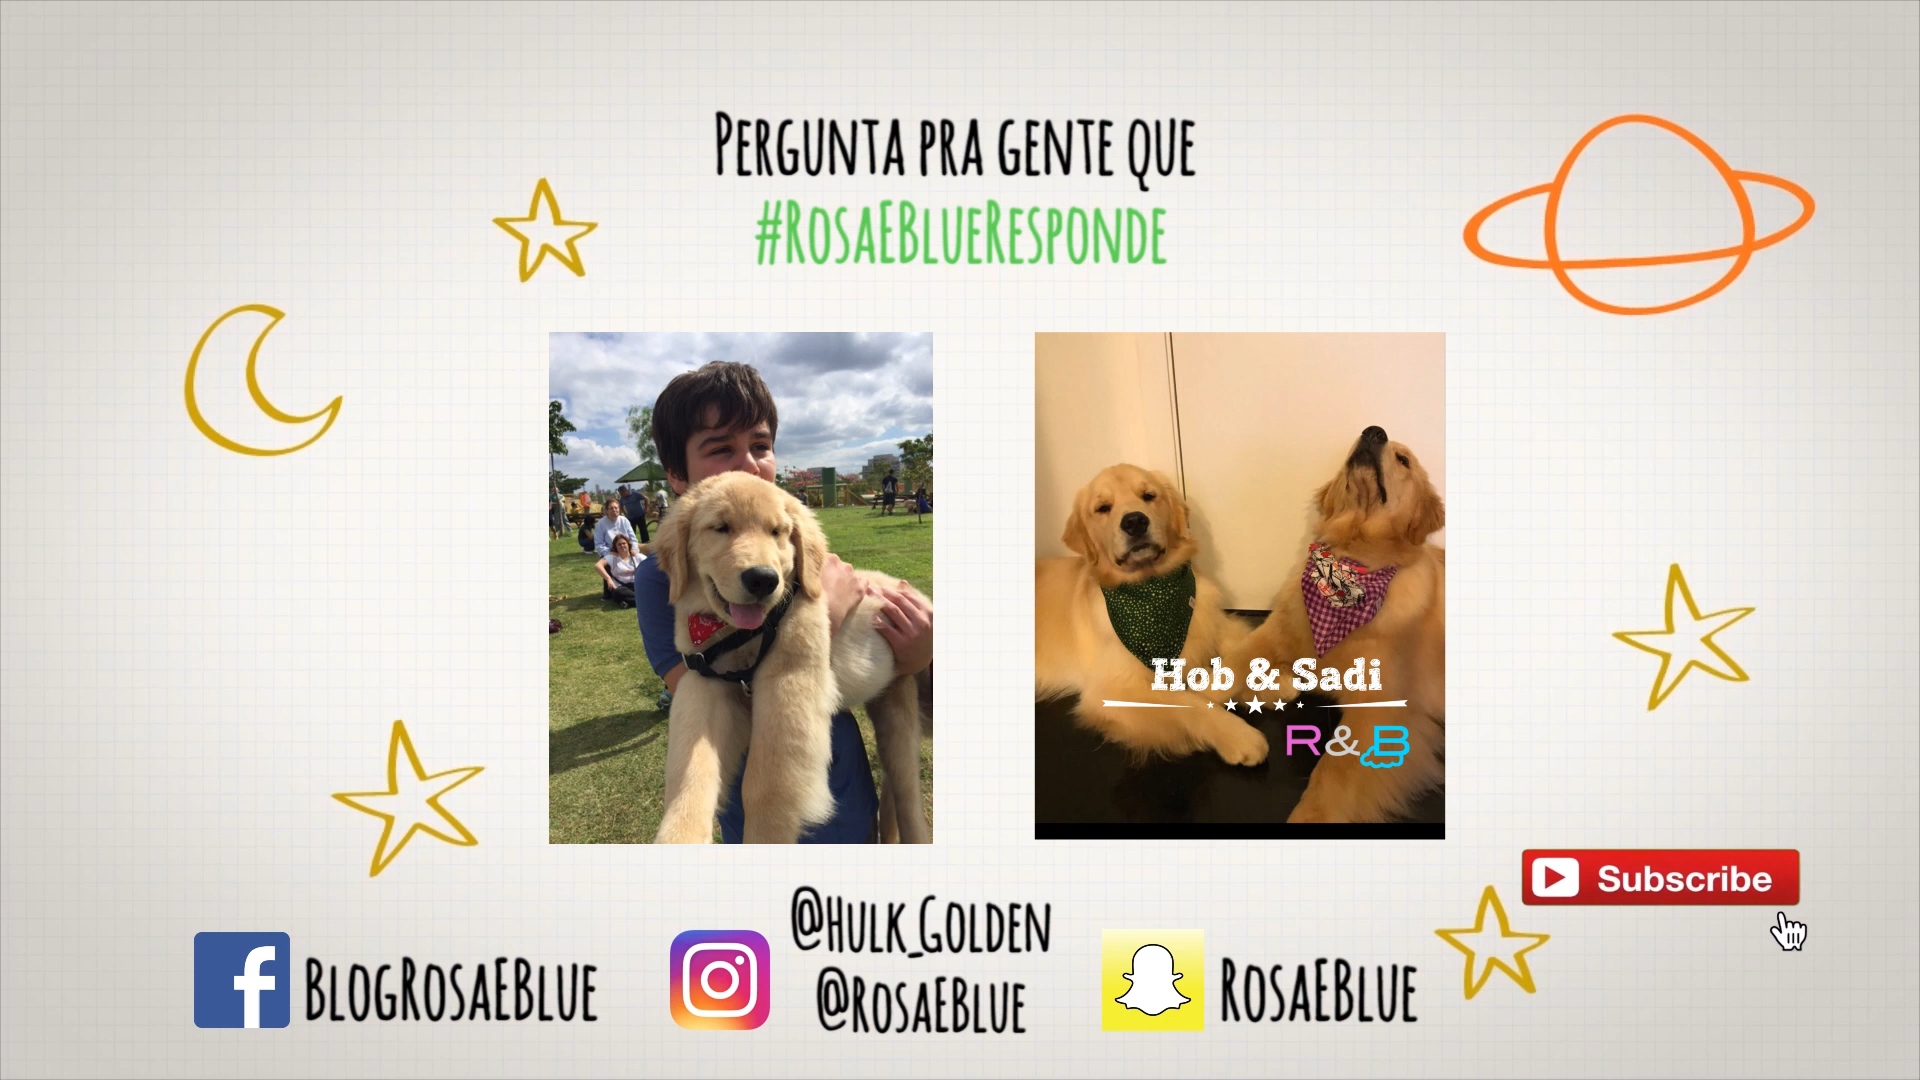 PERGUNTA PRA GENTE QUE
#ROSAEBLUERESPONDE
Hob & Sadi
R&B
Subscribe
BLOGROSAEBLUE
@HULK_GOLDEN
@ROSAEBLUE
ROSAEBLUE